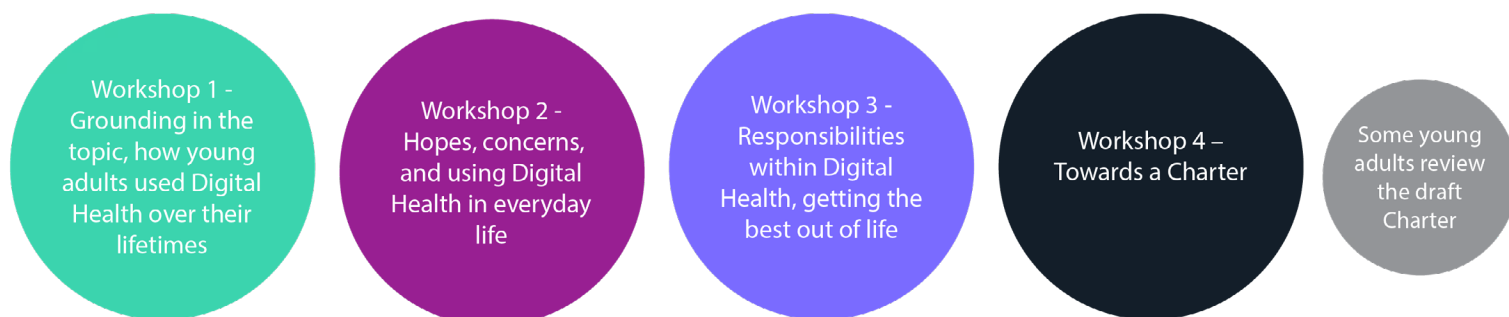 Workshop 1 -
Grounding in the
topic, how young
adults used Digital
Health over their
lifetimes
Workshop 2 -
Hopes, concerns,
and using Digital
Health in everyday
life
Workshop 3 -
Responsibilities
within Digital
Health, getting the
best out of life
Workshop 4 –
Towards a Charter
Some young
adults review
the draft
Charter